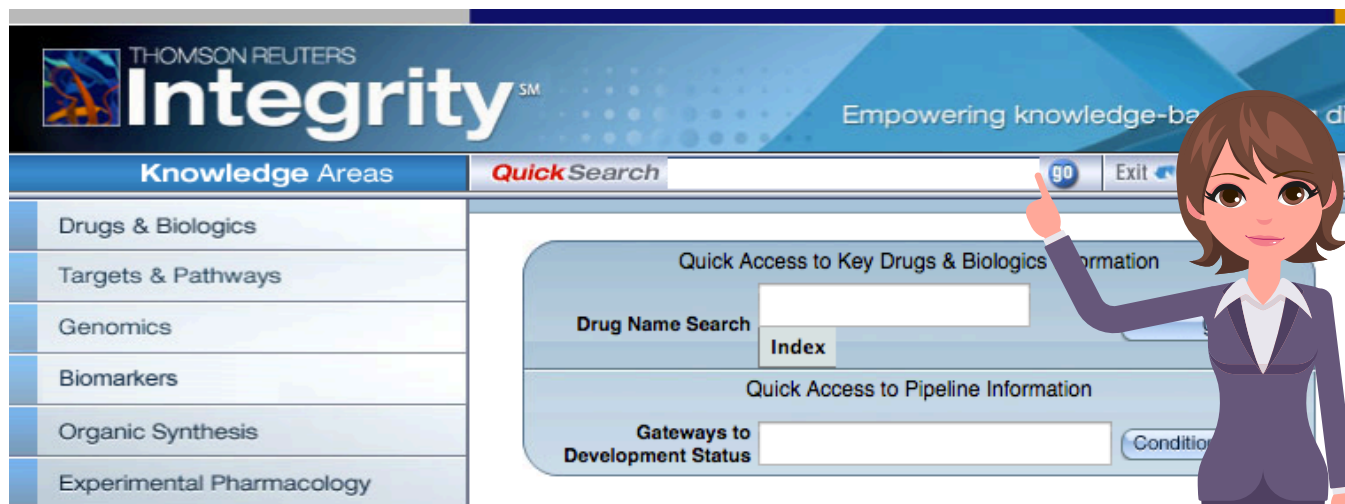 THOMSON REUTERS
Integrity SM
Empowering knowledge-ba
Knowledge Areas
QuickSearch
go
Exit
Drugs & Biologics
Targets & Pathways
Genomics
Biomarkers
Organic Synthesis
Experimental Pharmacology
Quick Access to Key Drugs & Biologics
Drug Name Search
Index
Quick Access to Pipeline Information
Gateways to
Development Status